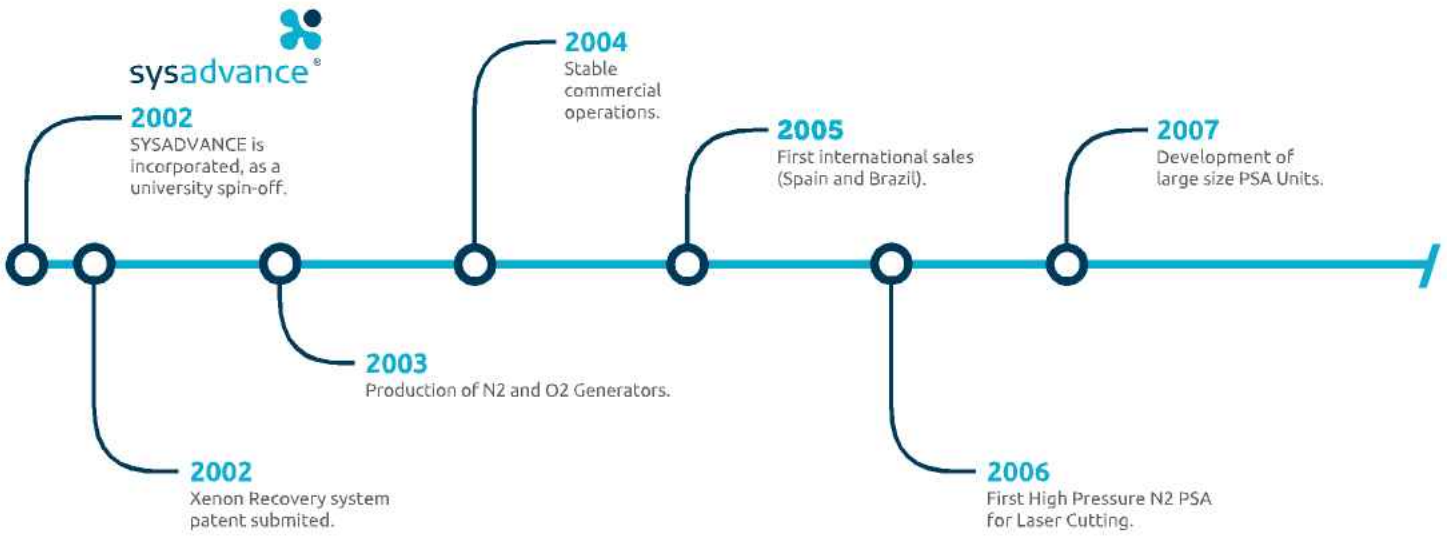 sysadvance®
2002
SYSADVANCE is
incorporated, as a
university spin-off.
2002
Xenon Recovery system
patent submited.
2003
Production of N2 and O2 Generators.
2004
Stable
commercial
operations.
2005
First international sales
(Spain and Brazil).
2006
First High Pressure N2 PSA
for Laser Cutting.
2007
Development of
large size PSA Units.